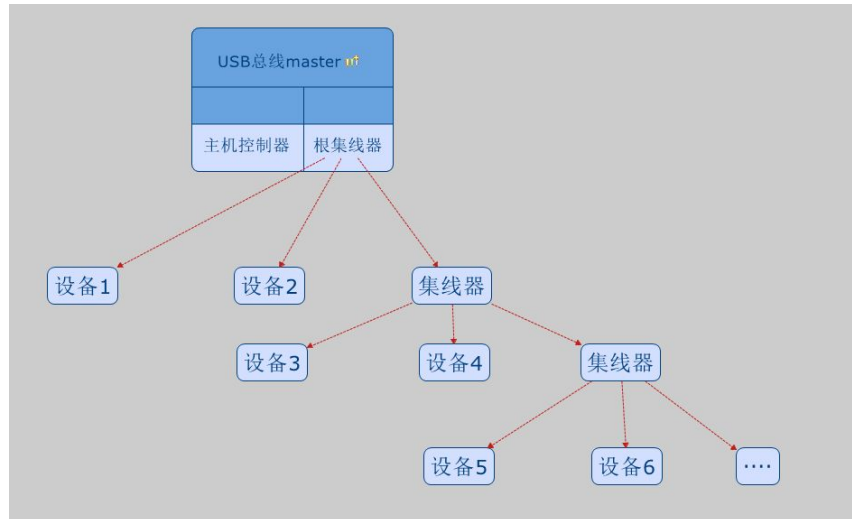 USB总线master
主机控制器 根集线器
设备1 设备2 集线器
设备3 设备4 集线器
设备5 设备6 ····